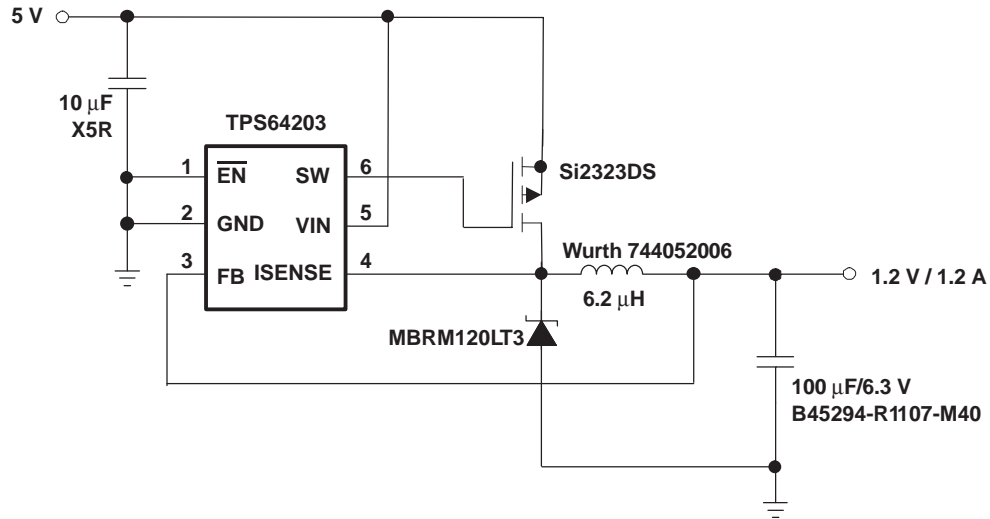 5 V
10 μF
X5R
TPS64203
1 EN SW 6
2 GND VIN 5
3 FB ISENSE 4
Si2323DS
Wurth 744052006
6.2 μH
1.2 V / 1.2 A
MBRM120LT3
100 μF/6.3 V
B45294-R1107-M40